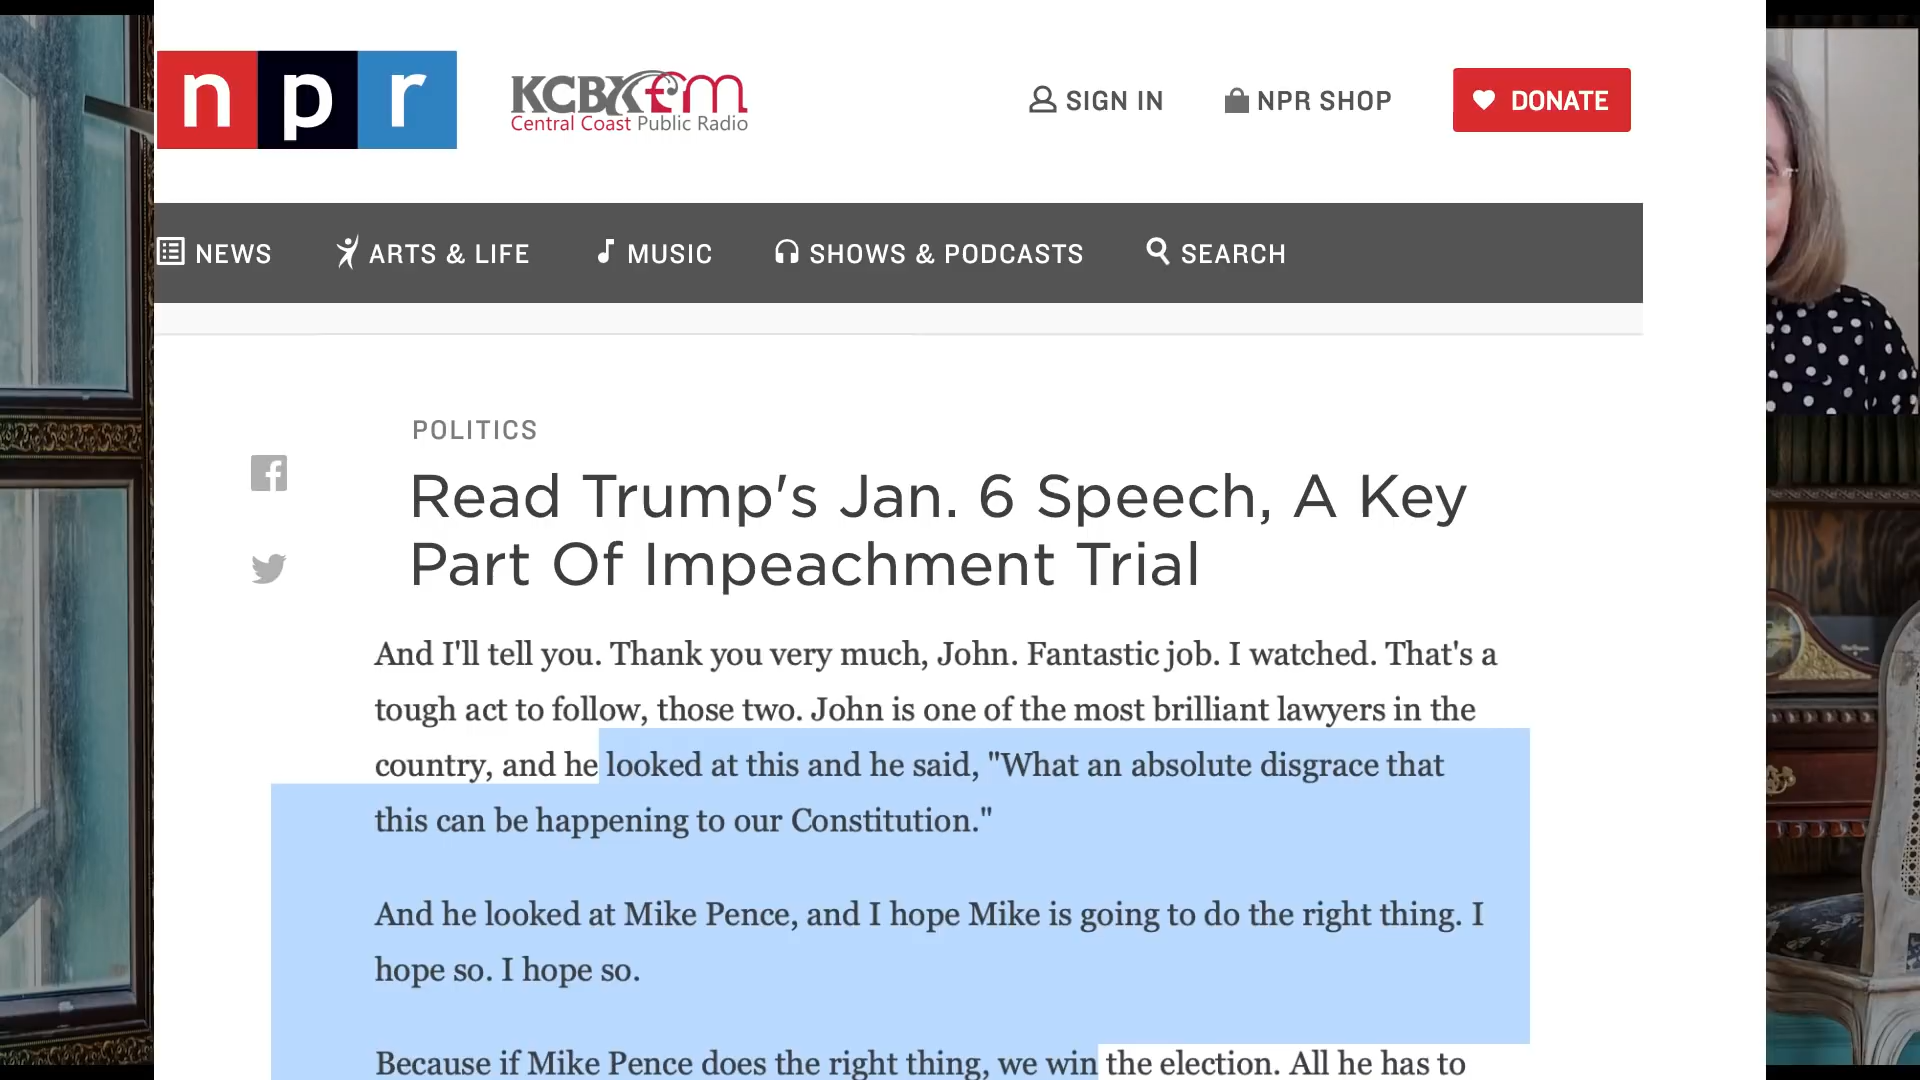 npr
KCBX fm
Central Coast Public Radio
SIGN IN
NPR SHOP
DONATE
NEWS
ARTS & LIFE
MUSIC
SHOWS & PODCASTS
SEARCH
POLITICS
Read Trump's Jan. 6 Speech, A Key
Part Of Impeachment Trial
And I'll tell you. Thank you very much, John. Fantastic job. I watched. That's a
tough act to follow, those two. John is one of the most brilliant lawyers in the
country, and he looked at this and he said, "What an absolute disgrace that
this can be happening to our Constitution."
And he looked at Mike Pence, and I hope Mike is going to do the right thing. I
hope so. I hope so.
Because if Mike Pence does the right thing, we win the election. All he has to